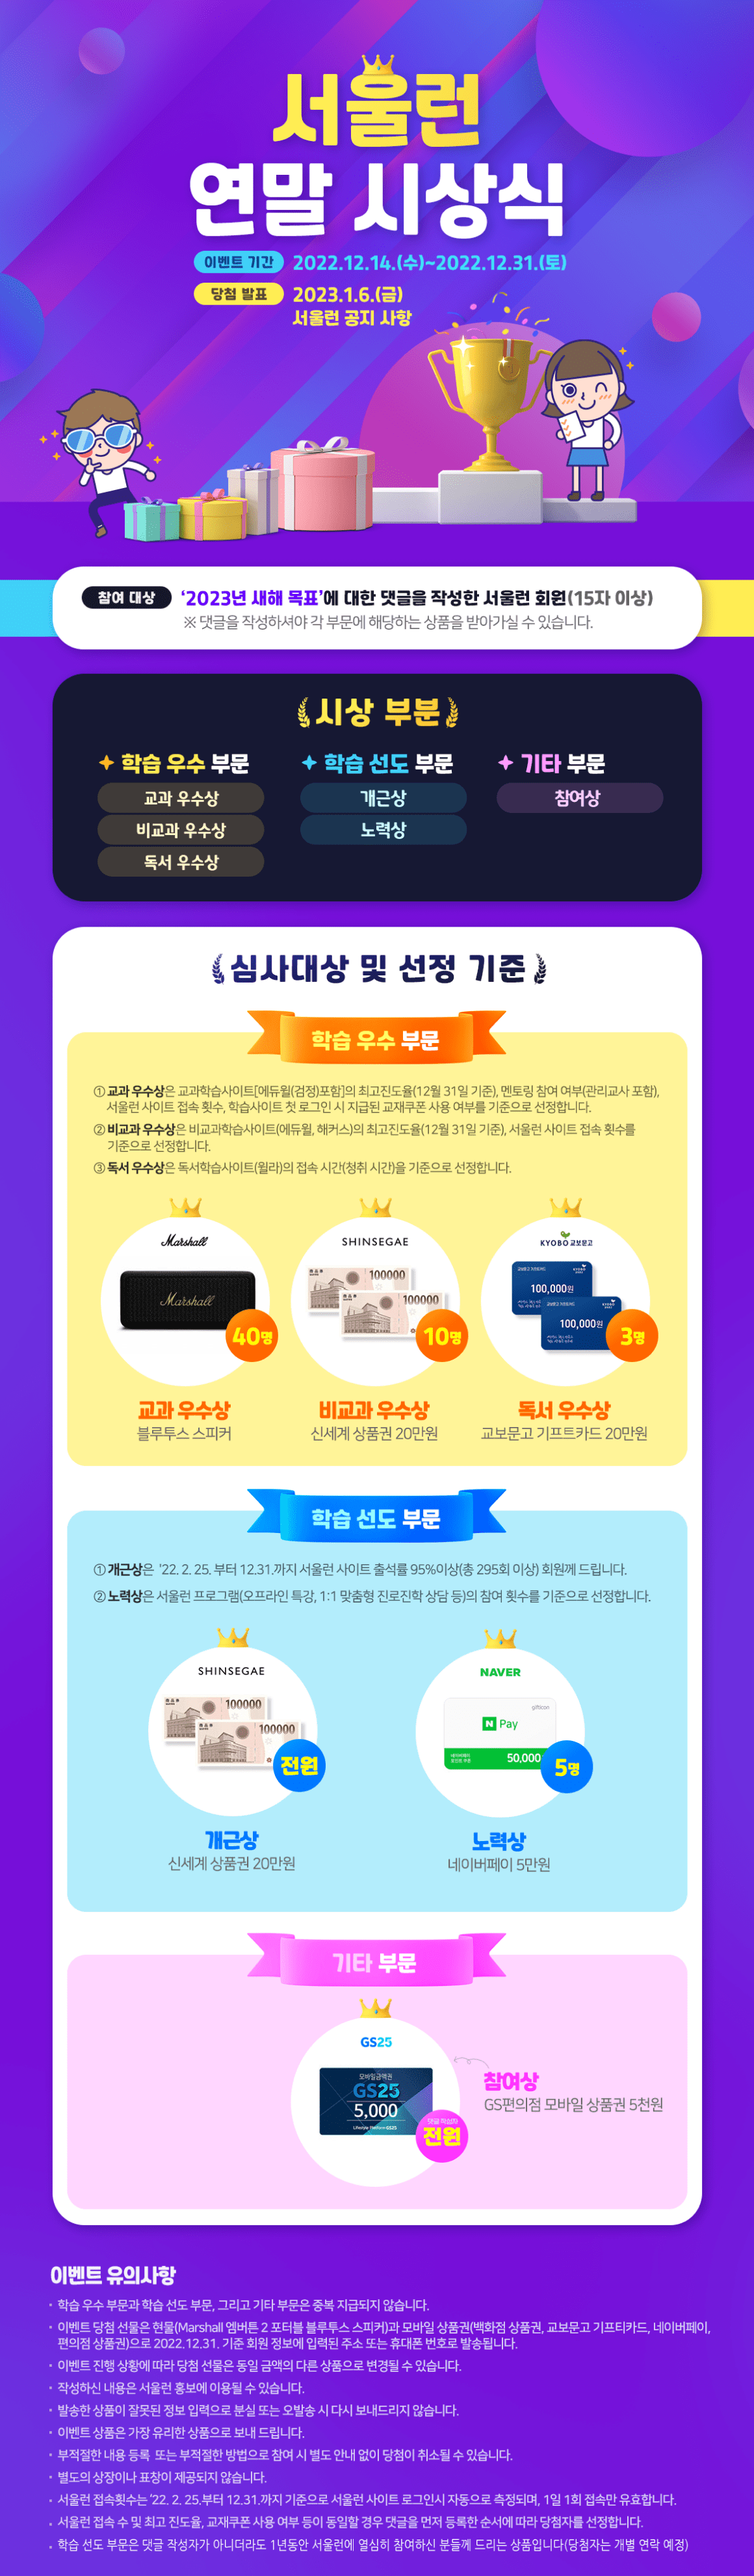 서울런
연말 시상식
이벤트 기간 2022.12.14.(수)~2022.12.31.(토)
당첨 발표 2023.1.6.(금)
서울런 공지 사항
참여 대상 '2023년 새해 목표'에 대한 댓글을 작성한 서울런 회원(15자 이상)
※ 댓글을 작성하셔야 각 부문에 해당하는 상품을 받아가실 수 있습니다.
시상 부분
학습 우수 부문
교과 우수상
비교과 우수상
독서 우수상
학습 선도 부문
개근상
노력상
기타 부문
참여상
심사대상 및 선정 기준
학습 우수 부문
① 교과 우수상은 교과학습사이트[에듀윌(검정)포함]의 최고진도율(12월 31일 기준), 멘토링 참여 여부(관리교사 포함),
서울런 사이트 접속 횟수, 학습사이트 첫 로그인 시 지급된 교재쿠폰 사용 여부를 기준으로 선정합니다.
② 비교과 우수상은 비교과학습사이트(에듀윌, 해커스)의 최고진도율(12월 31일 기준), 서울런 사이트 접속 횟수를
기준으로 선정합니다.
③ 독서 우수상은 독서학습사이트(윌라)의 접속 시간(청취 시간)을 기준으로 선정합니다.
Marshall
Marshall
40명
교과 우수상
블루투스 스피커
SHINSEGAE
100000
100000
10명
비교과 우수상
신세계 상품권 20만원
KYOBO 교보문고
100,000원
100,000원
3명
독서 우수상
교보문고 기프트카드 20만원
학습 선도 부문
① 개근상은 '22. 2. 25. 부터 12.31.까지 서울런 사이트 출석률 95%이상(총 295회 이상) 회원께 드립니다.
② 노력상은 서울런 프로그램(오프라인 특강, 1:1 맞춤형 진로진학 상담 등)의 참여 횟수를 기준으로 선정합니다.
SHINSEGAE
100000
100000
전원
개근상
신세계 상품권 20만원
NAVER
giftcon
N Pay
50,000
5명
노력상
네이버페이 5만원
기타 부문
GS25
모바일금액권
GS25
5,000
Lifestyle Platform GS25
댓글 작성자
전원
참여상
GS편의점 모바일 상품권 5천원
이벤트 유의사항
· 학습 우수 부문과 학습 선도 부문, 그리고 기타 부문은 중복 지급되지 않습니다.
· 이벤트 당첨 선물은 현물(Marshall 엠버튼 2 포터블 블루투스 스피커)과 모바일 상품권(백화점 상품권, 교보문고 기프티카드, 네이버페이,
편의점 상품권)으로 2022.12.31. 기준 회원 정보에 입력된 주소 또는 휴대폰 번호로 발송됩니다.
· 이벤트 진행 상황에 따라 당첨 선물은 동일 금액의 다른 상품으로 변경될 수 있습니다.
· 작성하신 내용은 서울런 홍보에 이용될 수 있습니다.
· 발송한 상품이 잘못된 정보 입력으로 분실 또는 오발송 시 다시 보내드리지 않습니다.
· 이벤트 상품은 가장 유리한 상품으로 보내 드립니다.
· 부적절한 내용 등록 또는 부적절한 방법으로 참여 시 별도 안내 없이 당첨이 취소될 수 있습니다.
· 별도의 상장이나 표창이 제공되지 않습니다.
· 서울런 접속횟수는 '22. 2. 25.부터 12.31.까지 기준으로 서울런 사이트 로그인시 자동으로 측정되며, 1일 1회 접속만 유효합니다.
· 서울런 접속 수 및 최고 진도율, 교재쿠폰 사용 여부 등이 동일할 경우 댓글을 먼저 등록한 순서에 따라 당첨자를 선정합니다.
· 학습 선도 부문은 댓글 작성자가 아니더라도 1년동안 서울런에 열심히 참여하신 분들께 드리는 상품입니다(당첨자는 개별 연락 예정)